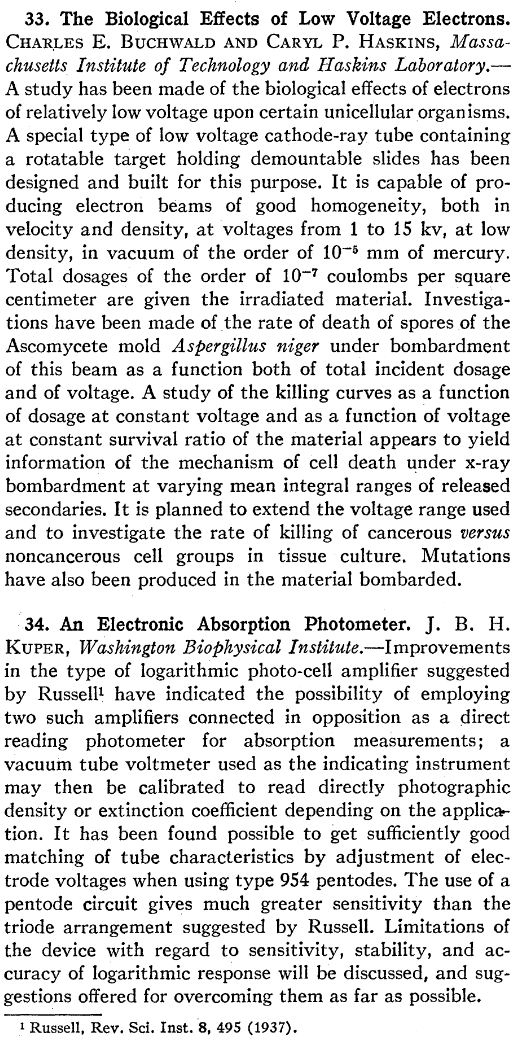 33. The Biological Effects of Low Voltage Electrons.
CHARLES E. BUCHWALD AND CARYL P. HASKINS, Massa-
chusetts Institute of Technology and Haskins Laboratory.—
A study has been made of the biological effects of electrons
of relatively low voltage upon certain unicellular organisms.
A special type of low voltage cathode-ray tube containing
a rotatable target holding demountable slides has been
designed and built for this purpose. It is capable of pro-
ducing electron beams of good homogeneity, both in
velocity and density, at voltages from 1 to 15 kv, at low
density, in vacuum of the order of 10⁻⁵ mm of mercury.
Total dosages of the order of 10⁻⁷ coulombs per square
centimeter are given the irradiated material. Investiga-
tions have been made of the rate of death of spores of the
Ascomycete mold Aspergillus niger under bombardment
of this beam as a function both of total incident dosage
and of voltage. A study of the killing curves as a function
of dosage at constant voltage and as a function of voltage
at constant survival ratio of the material appears to yield
information of the mechanism of cell death under x-ray
bombardment at varying mean integral ranges of released
secondaries. It is planned to extend the voltage range used
and to investigate the rate of killing of cancerous versus
noncancerous cell groups in tissue culture. Mutations
have also been produced in the material bombarded.
34. An Electronic Absorption Photometer. J. B. H.
KUPER, Washington Biophysical Institute.—Improvements
in the type of logarithmic photo-cell amplifier suggested
by Russell¹ have indicated the possibility of employing
two such amplifiers connected in opposition as a direct
reading photometer for absorption measurements; a
vacuum tube voltmeter used as the indicating instrument
may then be calibrated to read directly photographic
density or extinction coefficient depending on the applica-
tion. It has been found possible to get sufficiently good
matching of tube characteristics by adjustment of elec-
trode voltages when using type 954 pentodes. The use of a
pentode circuit gives much greater sensitivity than the
triode arrangement suggested by Russell. Limitations of
the device with regard to sensitivity, stability, and ac-
curacy of logarithmic response will be discussed, and sug-
gestions offered for overcoming them as far as possible.
¹ Russell, Rev. Sci. Inst. 8, 495 (1937).